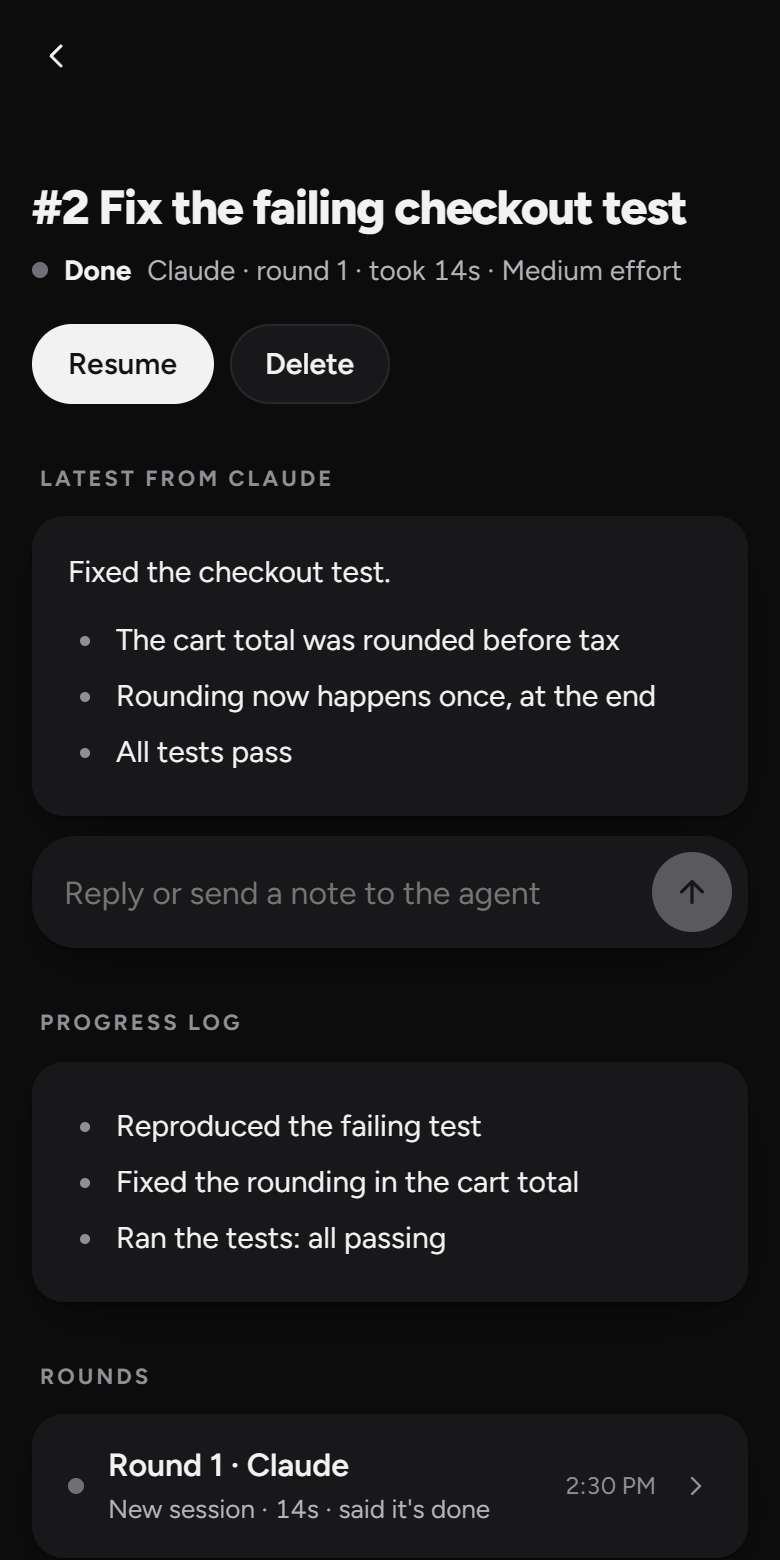 #2 Fix the failing checkout test
Done Claude · round 1 · took 14s · Medium effort
Resume Delete
LATEST FROM CLAUDE
Fixed the checkout test.
• The cart total was rounded before tax
• Rounding now happens once, at the end
• All tests pass
Reply or send a note to the agent
PROGRESS LOG
• Reproduced the failing test
• Fixed the rounding in the cart total
• Ran the tests: all passing
ROUNDS
Round 1 · Claude
New session · 14s · said it's done
2:30 PM